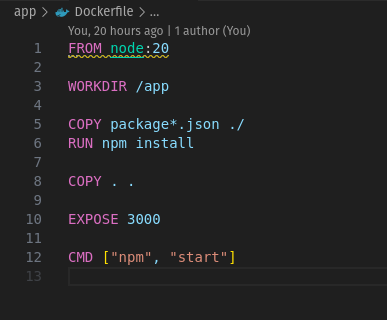 app > Dockerfile > ...
You, 20 hours ago | 1 author (You)
1 FROM node:20
2
3 WORKDIR /app
4
5 COPY package*.json ./
6 RUN npm install
7
8 COPY . .
9
10 EXPOSE 3000
11
12 CMD ["npm", "start"]
13